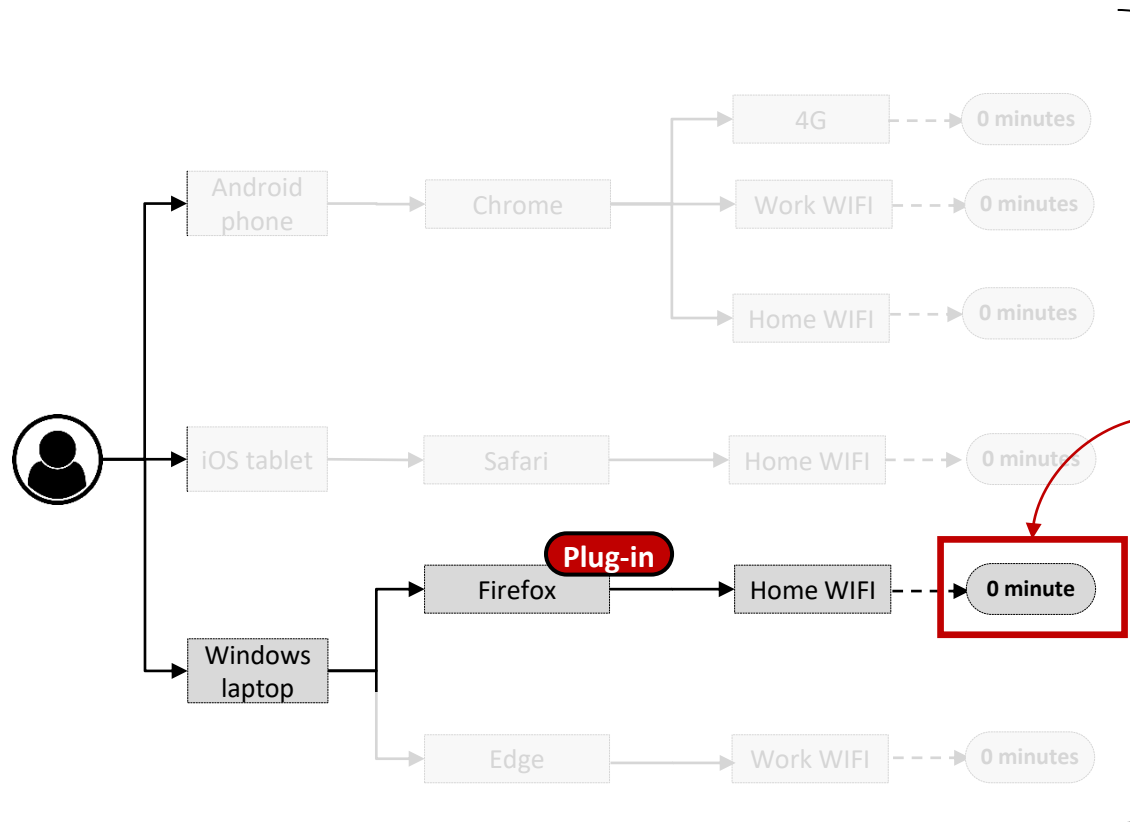 4G
0 minutes
Android
phone
Chrome
Work WIFI
0 minutes
Home WIFI
0 minutes
iOS tablet
Safari
Home WIFI
0 minutes
Plug-in
Firefox
Home WIFI
0 minute
Windows
laptop
Edge
Work WIFI
0 minutes